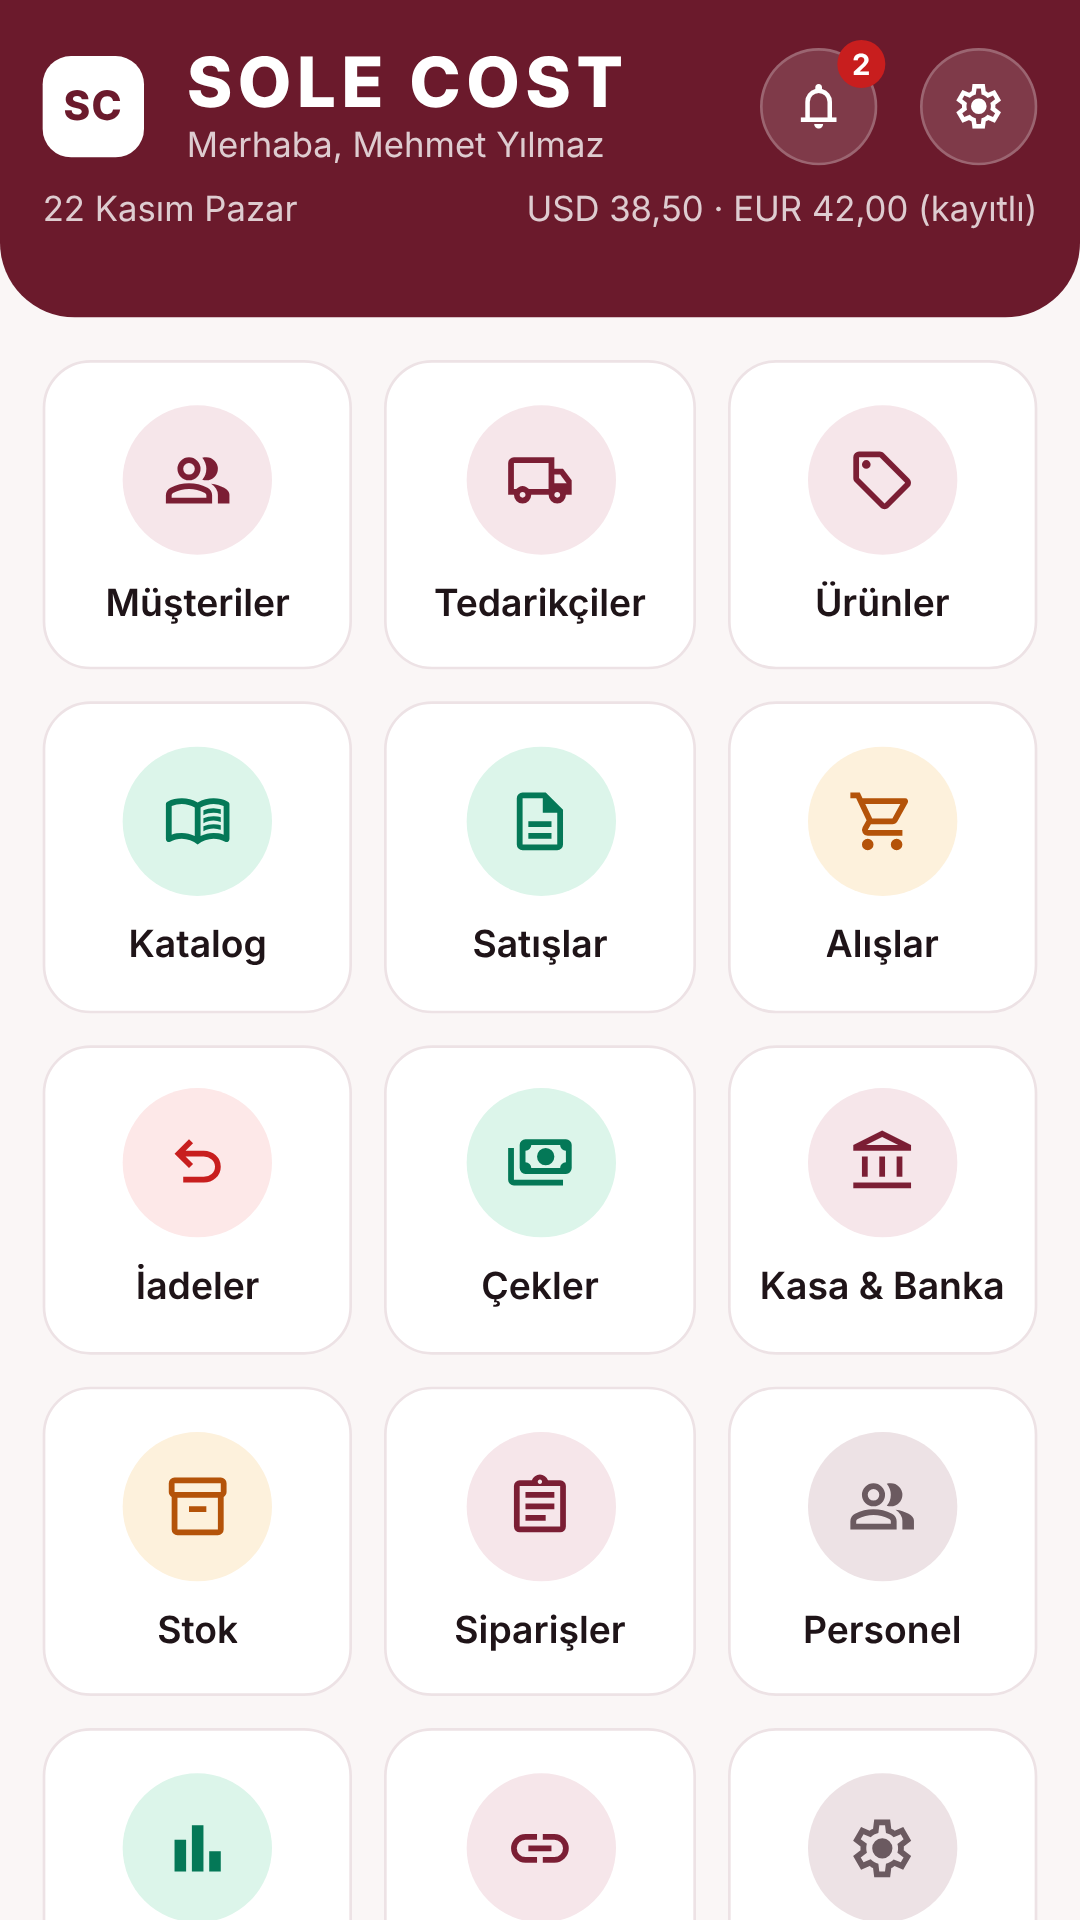 SC
SOLE COST
2
Merhaba, Mehmet Yılmaz
22 Kasım Pazar
USD 38,50 · EUR 42,00 (kayıtlı)
Müşteriler
Tedarikçiler
Ürünler
Katalog
Satışlar
Alışlar
İadeler
Çekler
Kasa & Banka
Stok
Siparişler
Personel